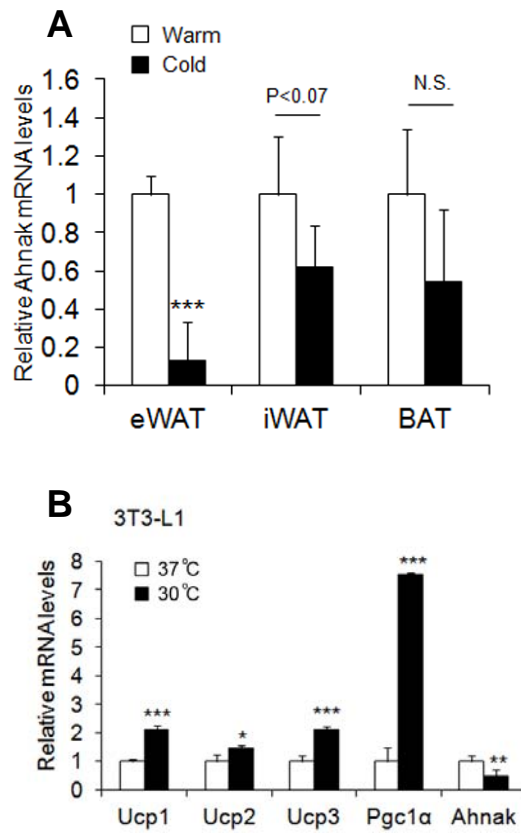 A
Warm
Cold
Relative Ahnak mRNA levels
1.6
1.4
1.2
1
0.8
0.6
0.4
0.2
0
***
P<0.07
N.S.
eWAT iWAT BAT
B
3T3-L1
37℃
30℃
Relative mRNA levels
8
7
6
5
4
3
2
1
0
*** * *** *** **
Ucp1 Ucp2 Ucp3 Pgc1α Ahnak